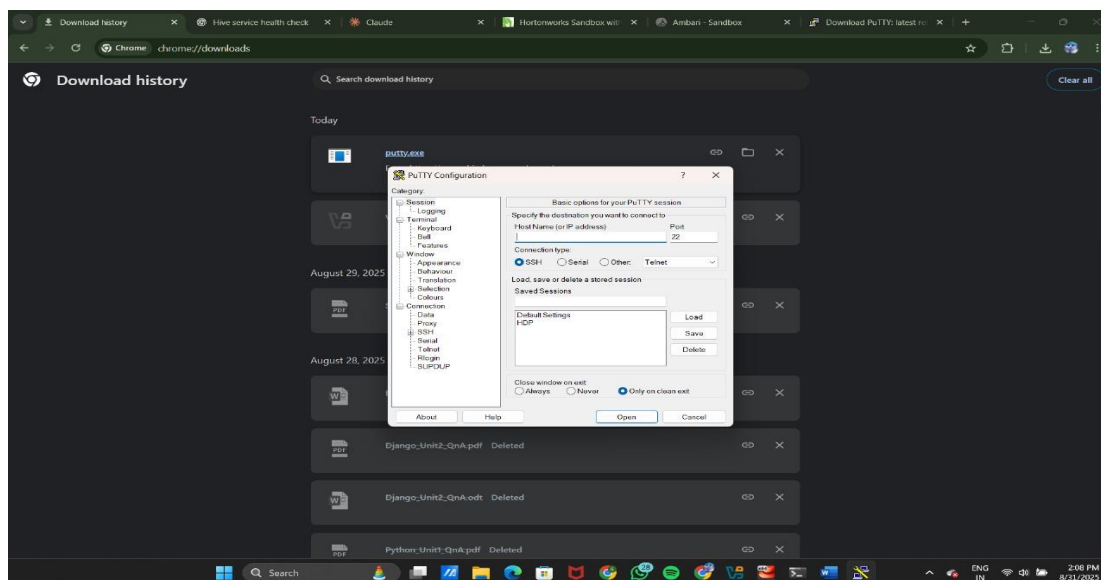 Download history
Hive service health check
Claude
Hortonworks Sandbox with
Ambari - Sandbox
Download PuTTY: latest re
Chrome
chrome://downloads
Download history
Search download history
Clear all
Today
putty.exe
PuTTY Configuration
?
Category:
Session
Logging
Terminal
Keyboard
Bell
Features
Window
Appearance
Behaviour
Translation
Selection
Colours
Connection
Data
Proxy
SSH
Serial
Telnet
Rlogin
SUPDUP
Basic options for your PuTTY session
Specify the destination you want to connect to
Host Name (or IP address)
Port
22
Connection type:
SSH
Serial
Other:
Telnet
Load, save or delete a stored session
Saved Sessions
Default Settings
HDP
Load
Save
Delete
Close window on exit:
Always
Never
Only on clean exit
About
Help
Open
Cancel
August 29, 2025
PDF
August 28, 2025
Django_Unit2_QnA.pdf Deleted
PDF
Django_Unit2_QnA.odt Deleted
Python_Unit1_QnA.pdf Deleted
PDF
Search
28
ENG
IN
2:08 PM
8/31/2025